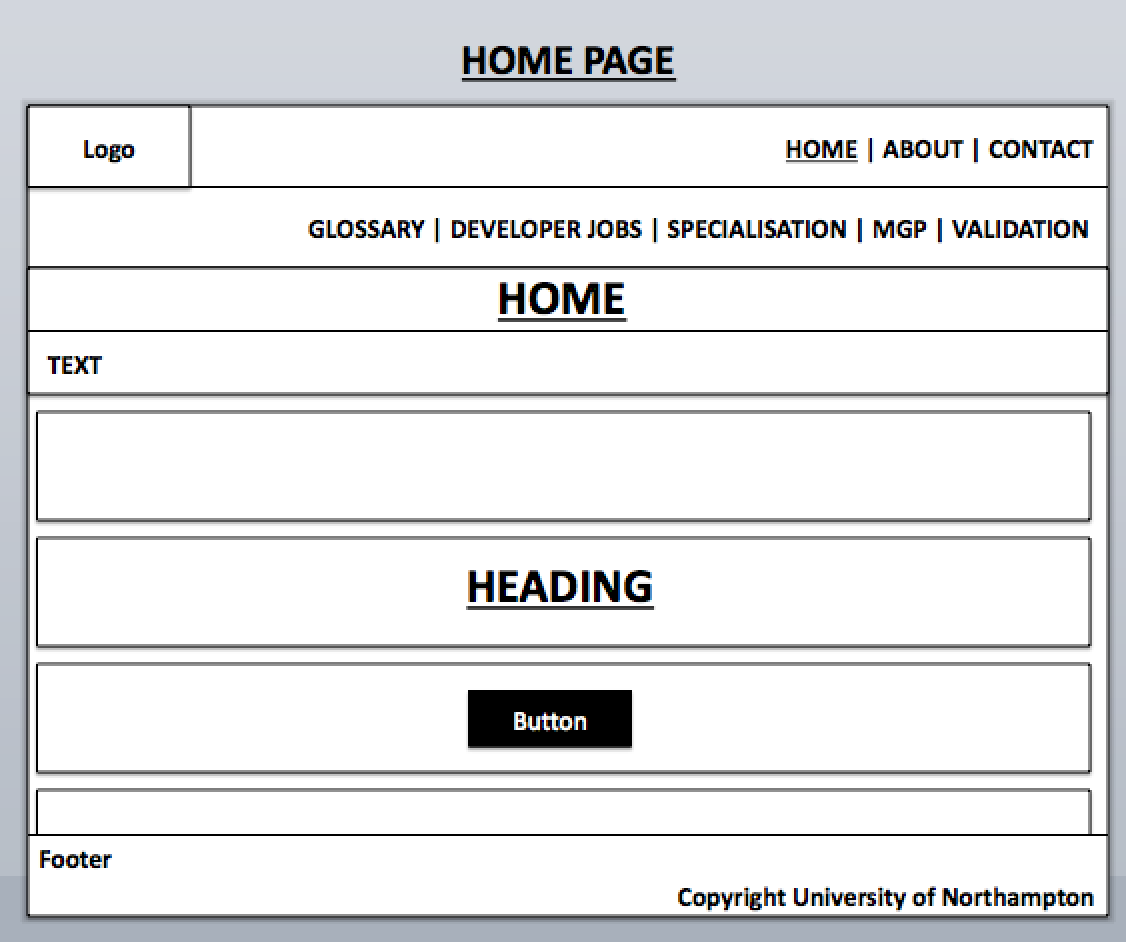 HOME PAGE
Logo
HOME | ABOUT | CONTACT
GLOSSARY | DEVELOPER JOBS | SPECIALISATION | MGP | VALIDATION
HOME
TEXT
HEADING
Button
Footer
Copyright University of Northampton